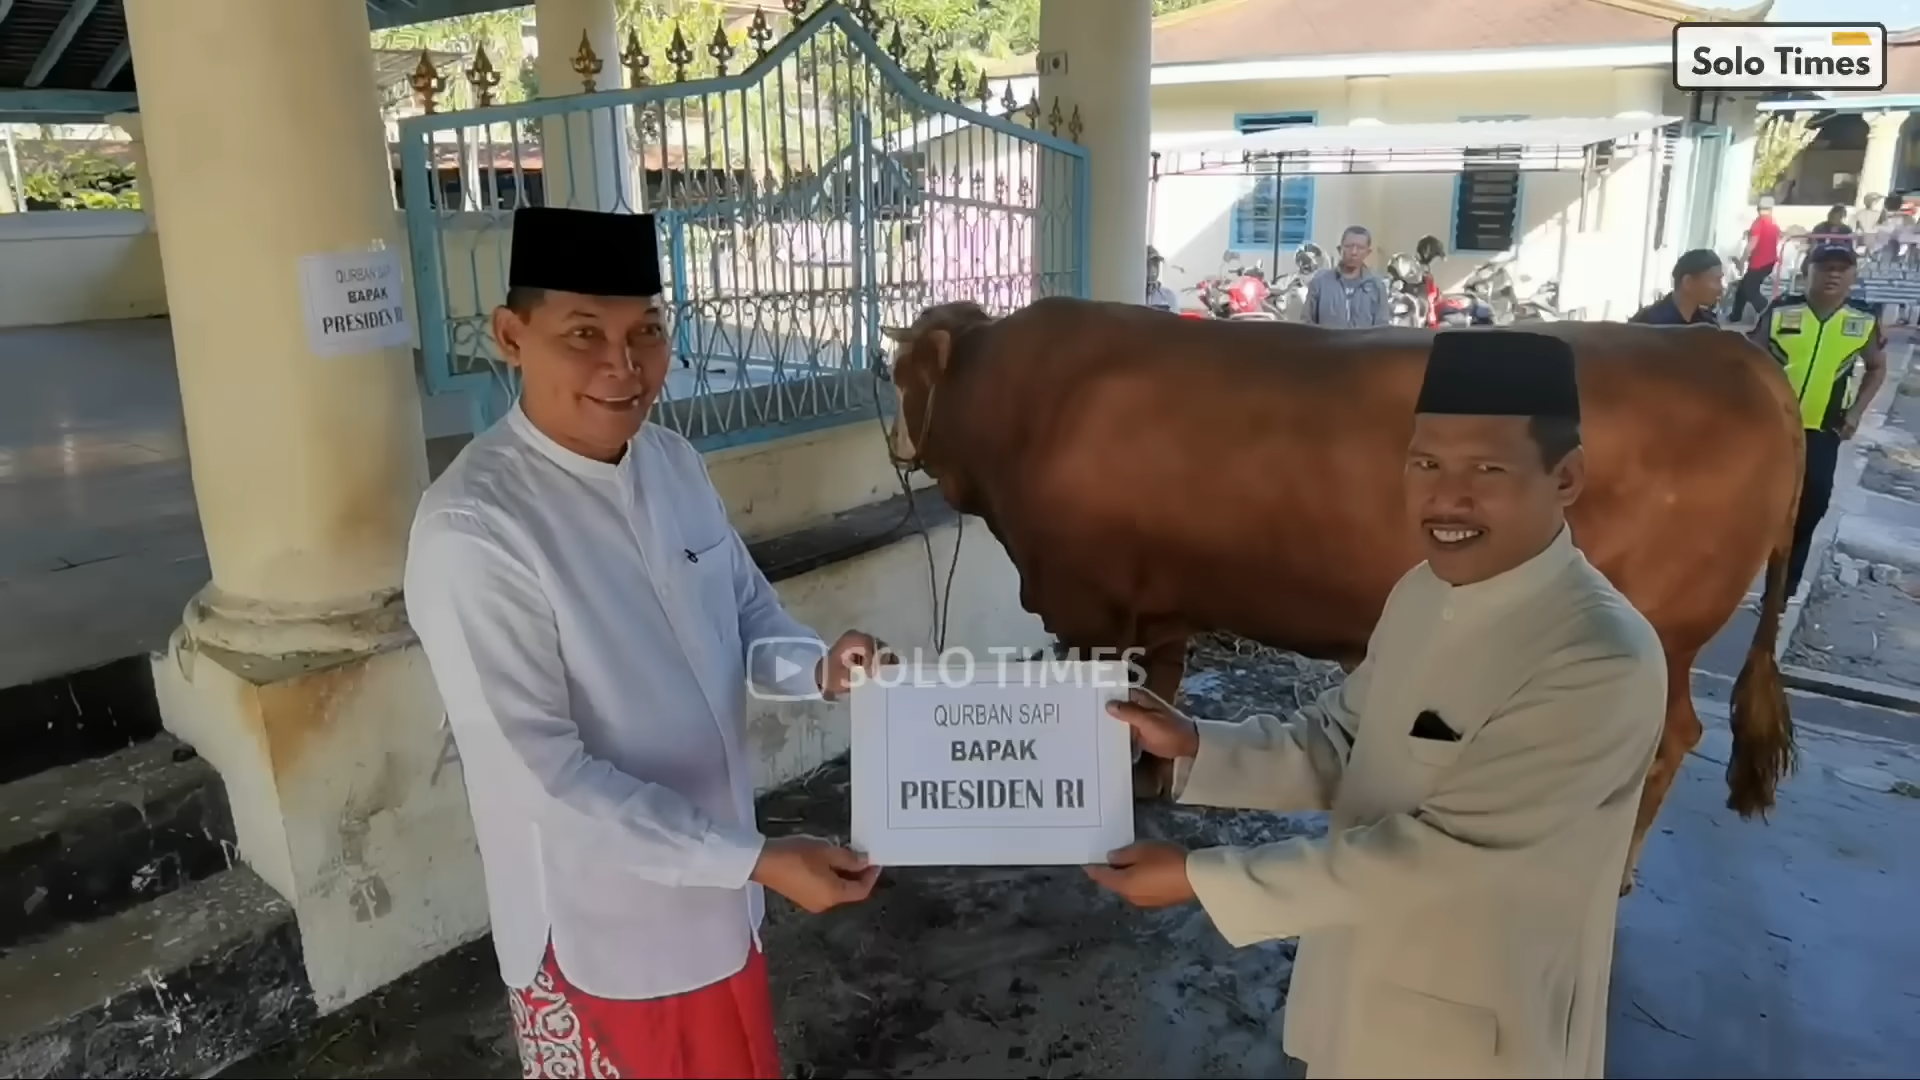 Solo Times
QURBAN SAPI
BAPAK
PRESIDEN RI
SOLO TIMES
QURBAN SAPI
BAPAK
PRESIDEN RI